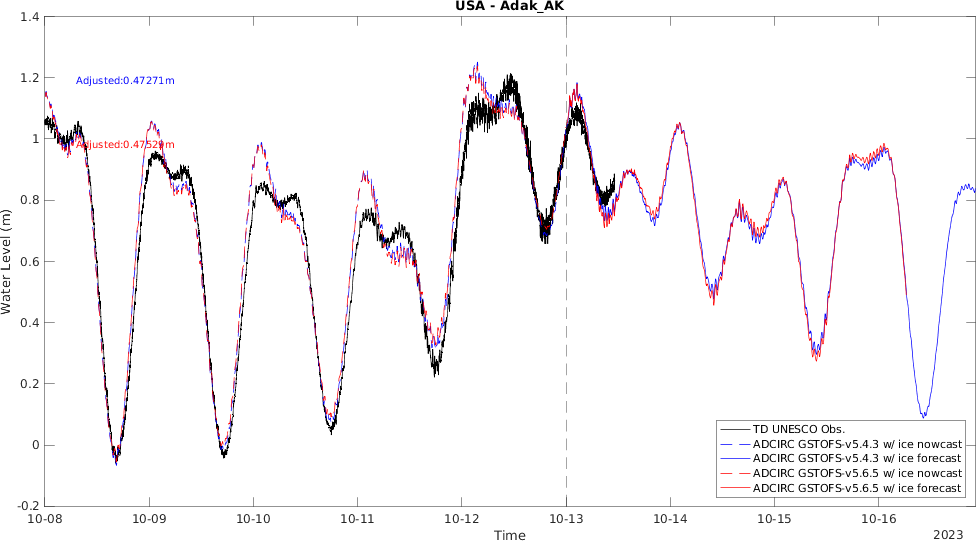 USA - Adak_AK
1.4
1.2
1
0.8
0.6
0.4
0.2
0
-0.2
Water Level (m)
Adjusted:0.47271m
Adjusted:0.47529m
TD UNESCO Obs.
ADCIRC GSTOFS-v5.4.3 w/ ice nowcast
ADCIRC GSTOFS-v5.4.3 w/ ice forecast
ADCIRC GSTOFS-v5.6.5 w/ ice nowcast
ADCIRC GSTOFS-v5.6.5 w/ ice forecast
10-08 10-09 10-10 10-11 10-12 10-13 10-14 10-15 10-16
Time
2023